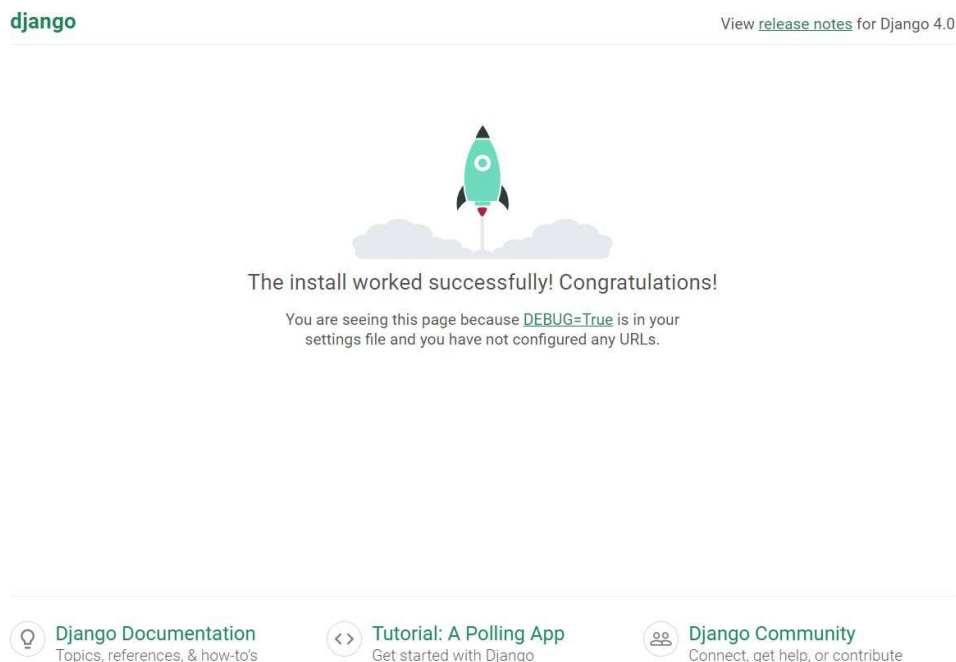 django
View release notes for Django 4.0
The install worked successfully! Congratulations!
You are seeing this page because DEBUG=True is in your
settings file and you have not configured any URLs.
Django Documentation
Topics, references, & how-to's
Tutorial: A Polling App
Get started with Django
Django Community
Connect, get help, or contribute